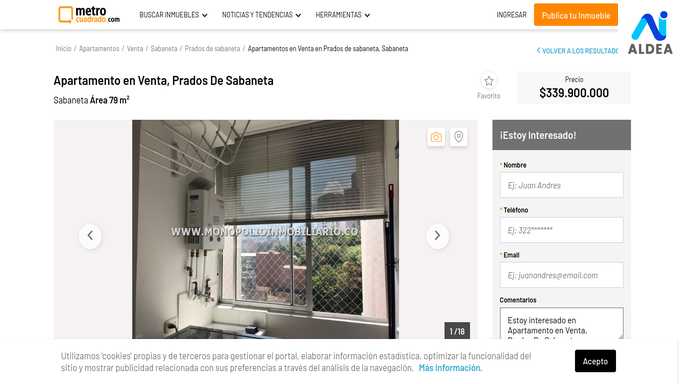 metro
cuadrado.com
BUSCAR INMUEBLES
NOTICIAS Y TENDENCIAS
HERRAMIENTAS
INGRESAR
Publica tu Inmueble
ALDEA
Inicio / Apartamentos / Venta / Sabaneta / Prados de sabaneta / Apartamentos en Venta en Prados de sabaneta, Sabaneta
VOLVER A LOS RESULTADO
Apartamento en Venta, Prados De Sabaneta
Sabaneta Área 79 m²
Favorito
Precio
$339.900.000
WWW.MONOPOLIOINMOBILIARIO.CO
1 / 18
¡Estoy Interesado!
* Nombre
Ej: Juan Andres
* Teléfono
Ej: 322*******
* Email
Ej: juanandres@email.com
Comentarios
Estoy interesado en
Apartamento en Venta,
Utilizamos 'cookies' propias y de terceros para gestionar el portal, elaborar información estadística, optimizar la funcionalidad del
sitio y mostrar publicidad relacionada con sus preferencias a través del análisis de la navegación. Más información.
Acepto